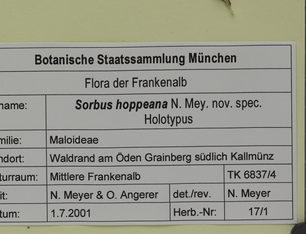 Botanische Staatssammlung München
Flora der Frankenalb
name: Sorbus hoppeana N. Mey. nov. spec.
Holotypus
milie: Maloideae
ndort: Waldrand am Öden Grainberg südlich Kallmünz
turraum: Mittlere Frankenalb TK 6837/4
it: N. Meyer & O. Angerer det./rev. N. Meyer
tum: 1.7.2001 Herb.-Nr: 17/1